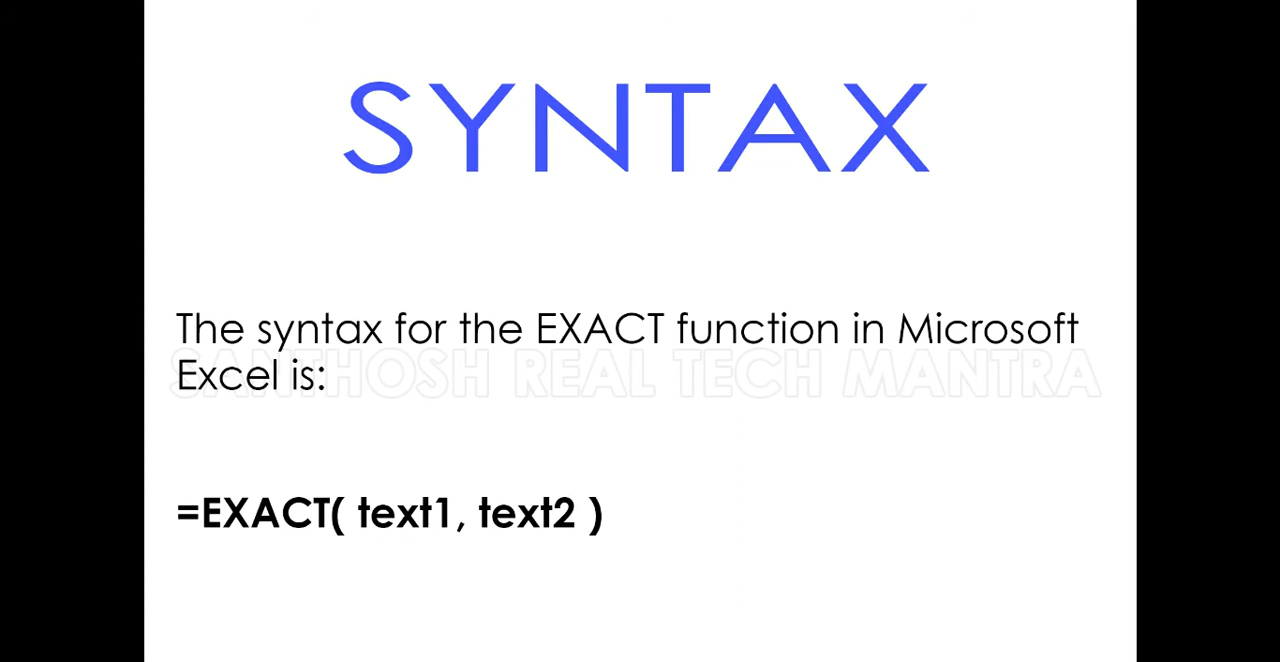 SYNTAX
The syntax for the EXACT function in Microsoft
SANTHOSH REAL TECH MANTRA
Excel is:
=EXACT( text1, text2 )